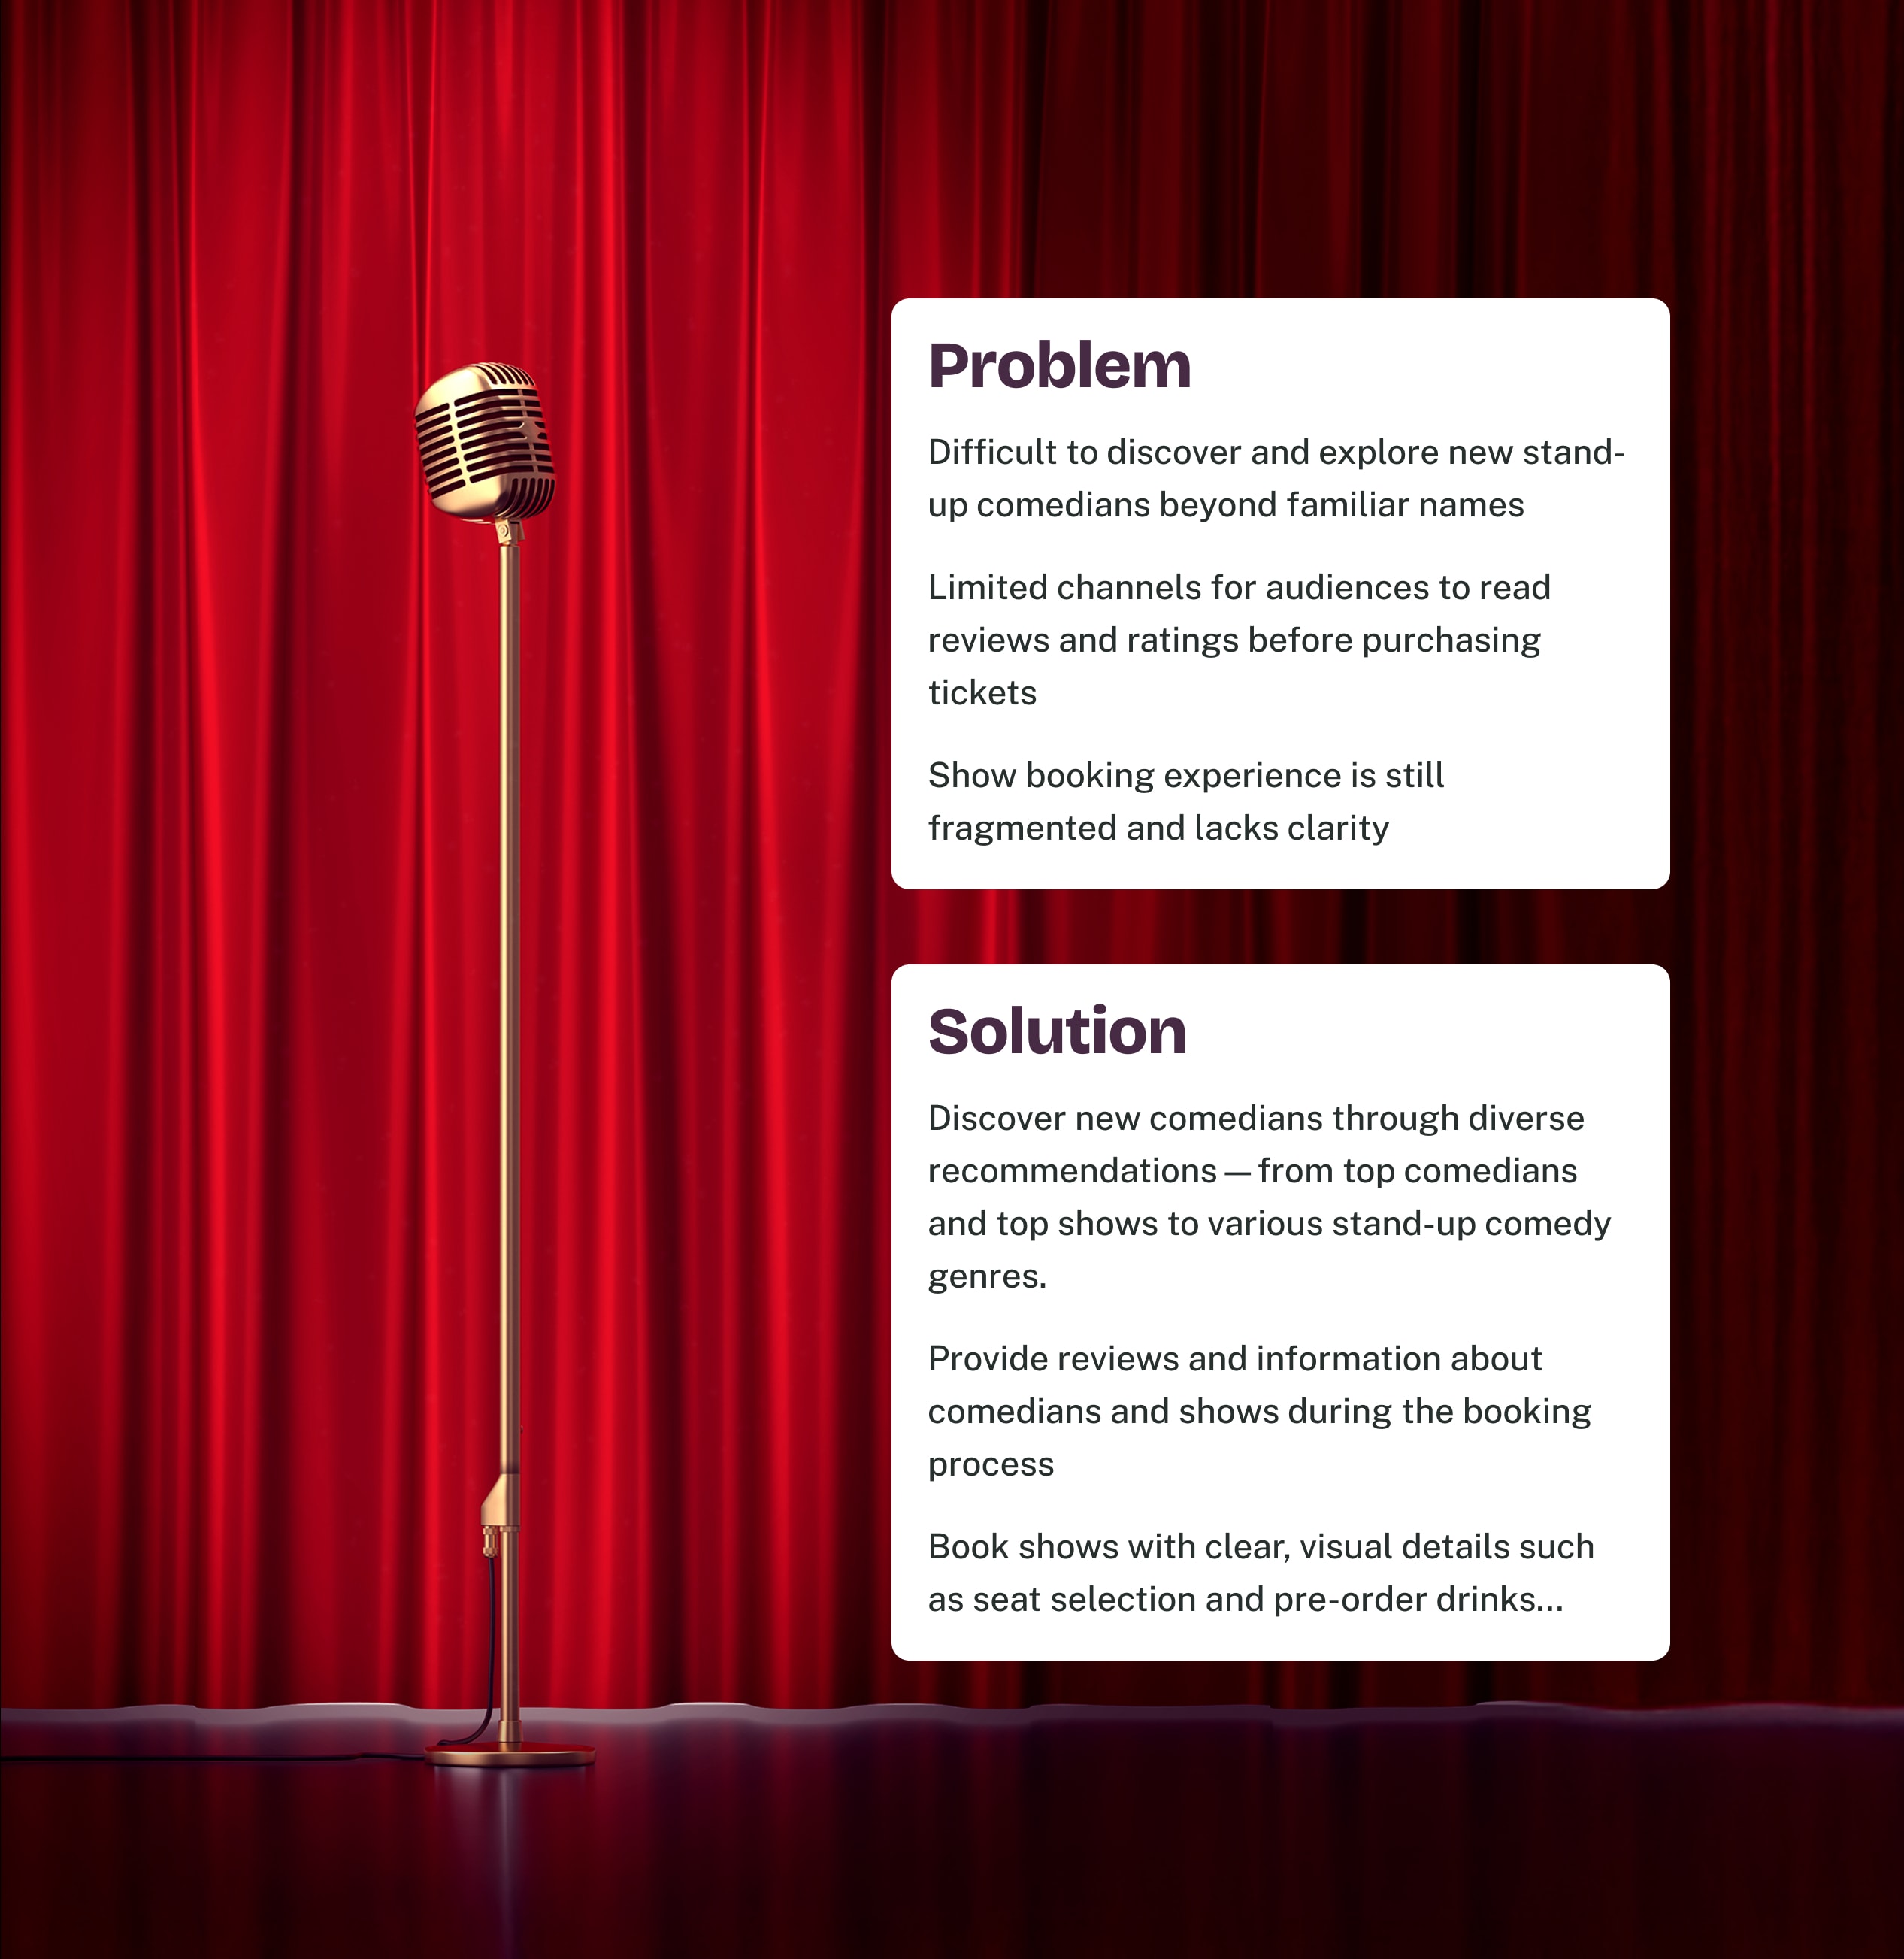 Problem
Difficult to discover and explore new stand-
up comedians beyond familiar names
Limited channels for audiences to read
reviews and ratings before purchasing
tickets
Show booking experience is still
fragmented and lacks clarity
Solution
Discover new comedians through diverse
recommendations — from top comedians
and top shows to various stand-up comedy
genres.
Provide reviews and information about
comedians and shows during the booking
process
Book shows with clear, visual details such
as seat selection and pre-order drinks...